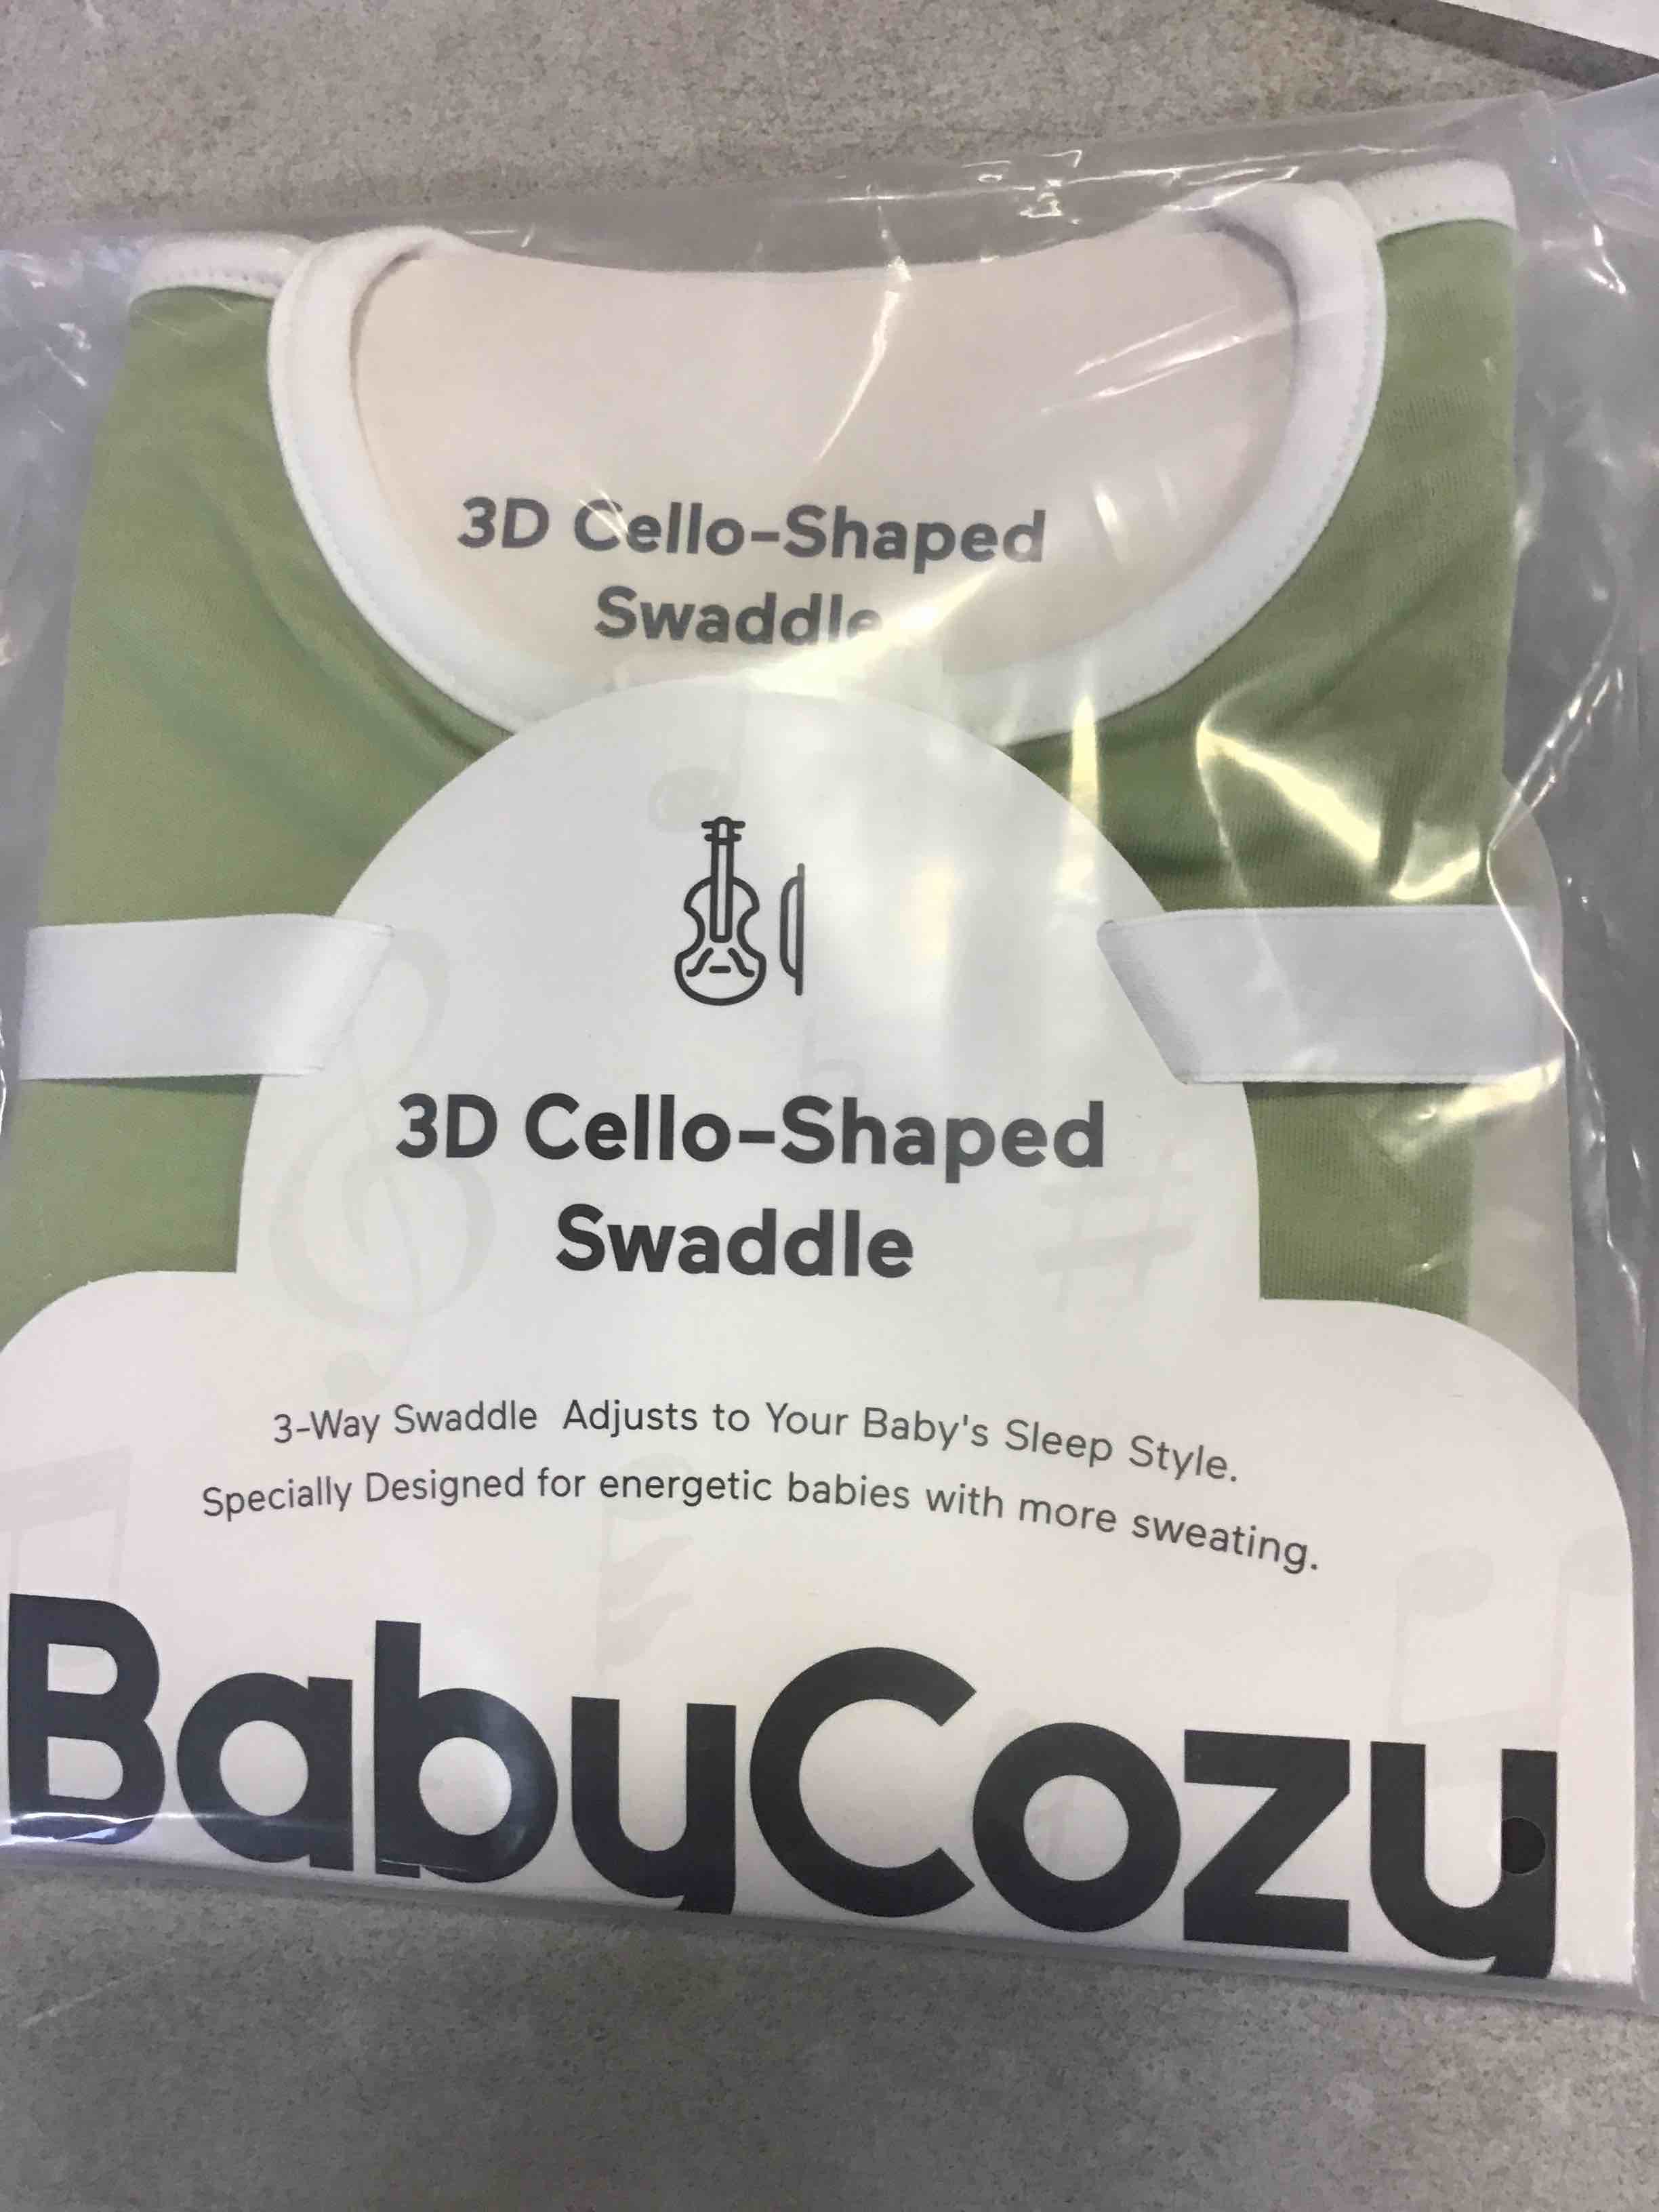 3D Cello-Shaped
Swaddle
3D Cello-Shaped
Swaddle
3-Way Swaddle Adjusts to Your Baby's Sleep Style.
Specially Designed for energetic babies with more sweating.
BabyCozy